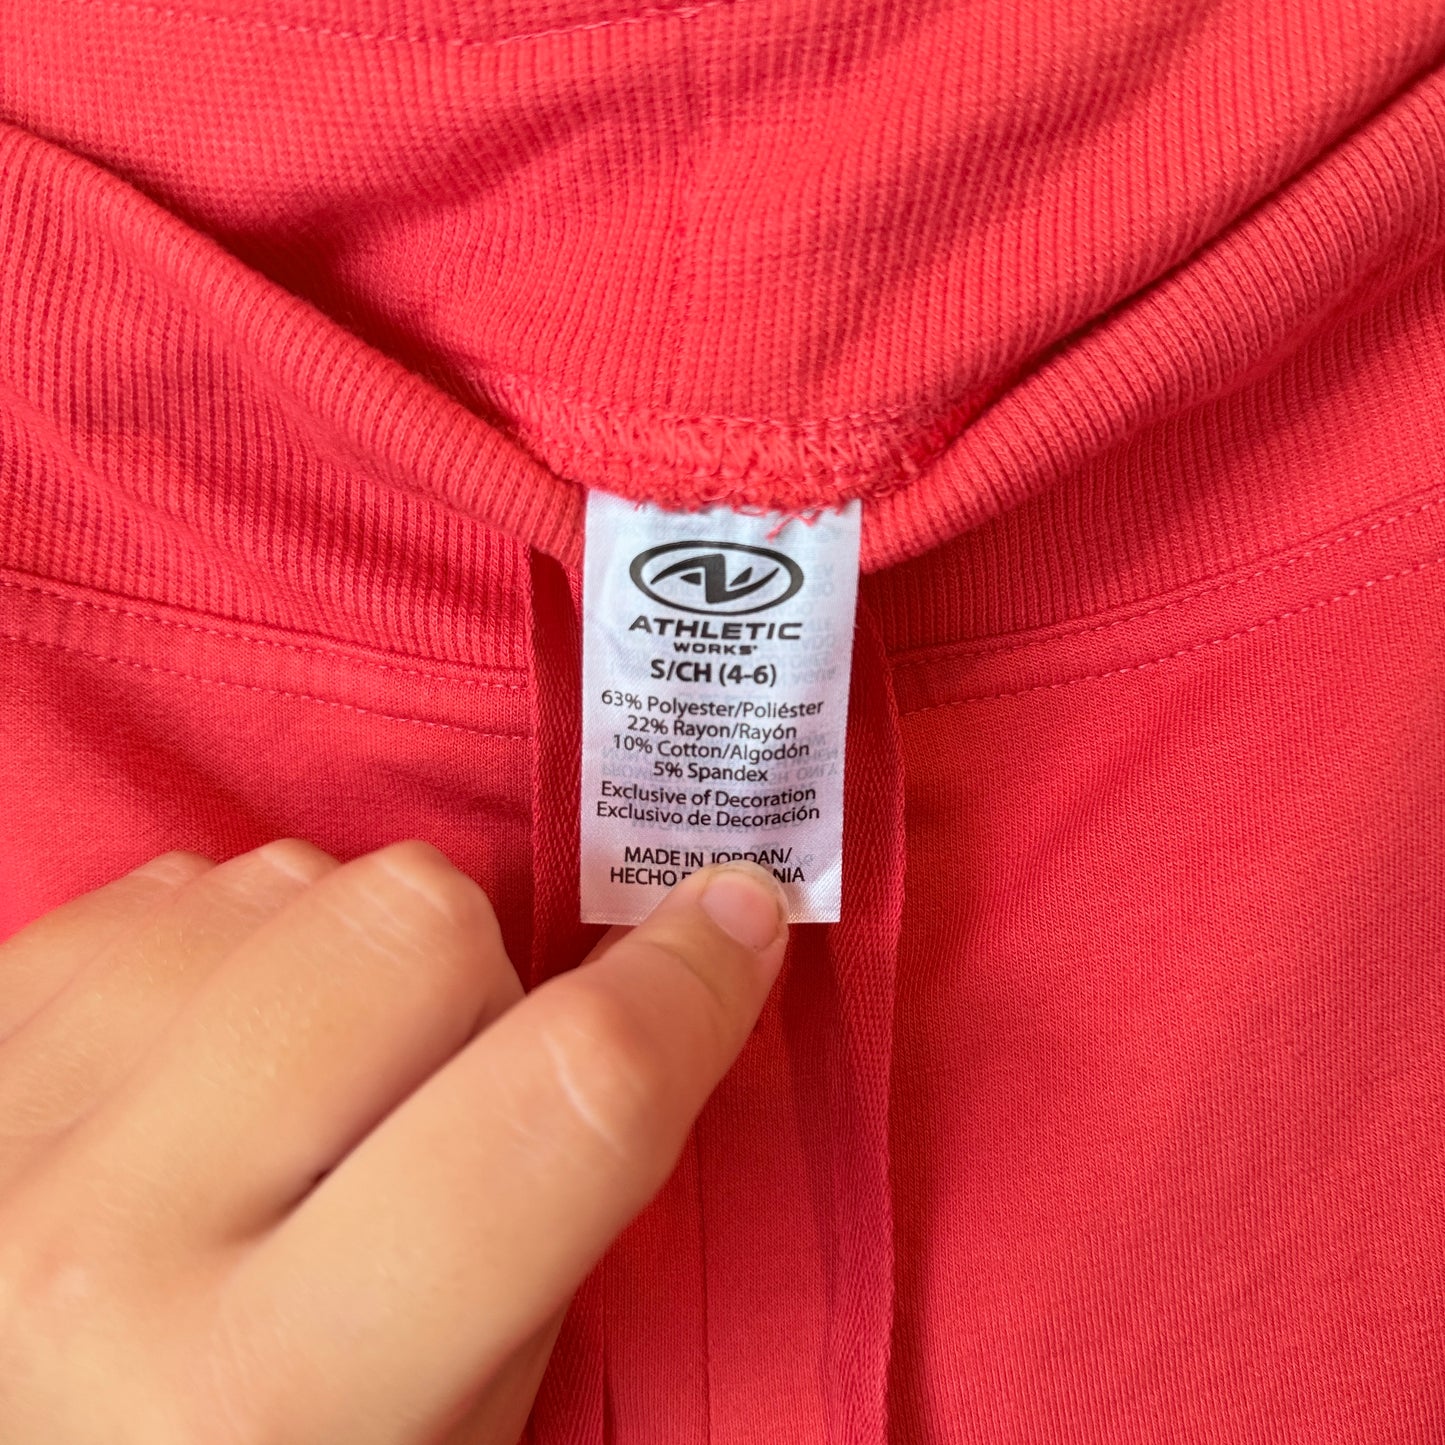 ATHLETIC
WORKS
S/CH (4-6)
63% Polyester/Poliéster
22% Rayon/Rayón
10% Cotton/Algodón
5% Spandex
Exclusive of Decoration
Exclusivo de Decoración
MADE IN JORDAN/
HECHO